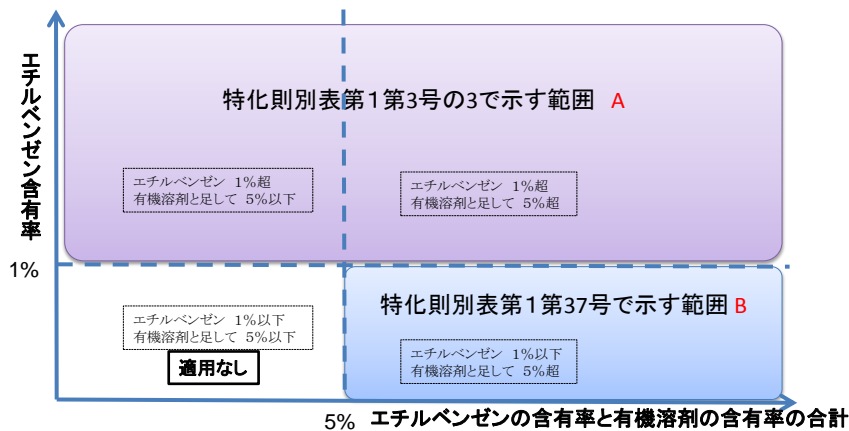 エチルベンゼン含有率
特化則別表第1第3号の3で示す範囲 A
エチルベンゼン 1%超
有機溶剤と足して 5%以下
エチルベンゼン 1%超
有機溶剤と足して 5%超
1%
特化則別表第1第37号で示す範囲 B
エチルベンゼン 1%以下
有機溶剤と足して 5%以下
適用なし
エチルベンゼン 1%以下
有機溶剤と足して 5%超
5%
エチルベンゼンの含有率と有機溶剤の含有率の合計